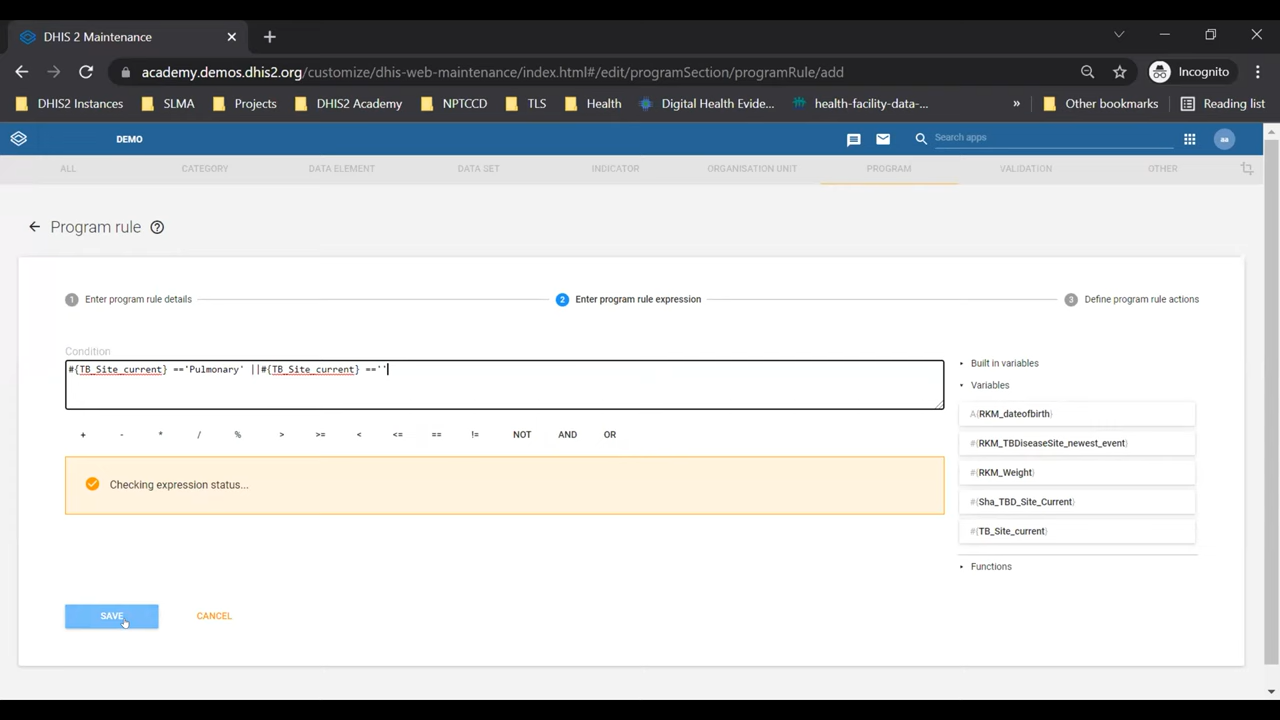 DHIS 2 Maintenance
academy.demos.dhis2.org/customize/dhis-web-maintenance/index.html#/edit/programSection/programRule/add
Incognito
DHIS2 Instances SLMA Projects DHIS2 Academy NPTCCD TLS Health Digital Health Evide... health-facility-data-... » Other bookmarks Reading list
DEMO Search apps aa
ALL CATEGORY DATA ELEMENT DATA SET INDICATOR ORGANISATION UNIT PROGRAM VALIDATION OTHER
Program rule
1 Enter program rule details 2 Enter program rule expression 3 Define program rule actions
Condition
#{TB_Site_current} =='Pulmonary' ||#{TB_Site_current} ==''
+ - * / % > >= < <= == != NOT AND OR
Checking expression status...
Built in variables
Variables
A{RKM_dateofbirth}
#{RKM_TBDiseaseSite_newest_event}
#{RKM_Weight}
#{Sha_TBD_Site_Current}
#{TB_Site_current}
Functions
SAVE CANCEL